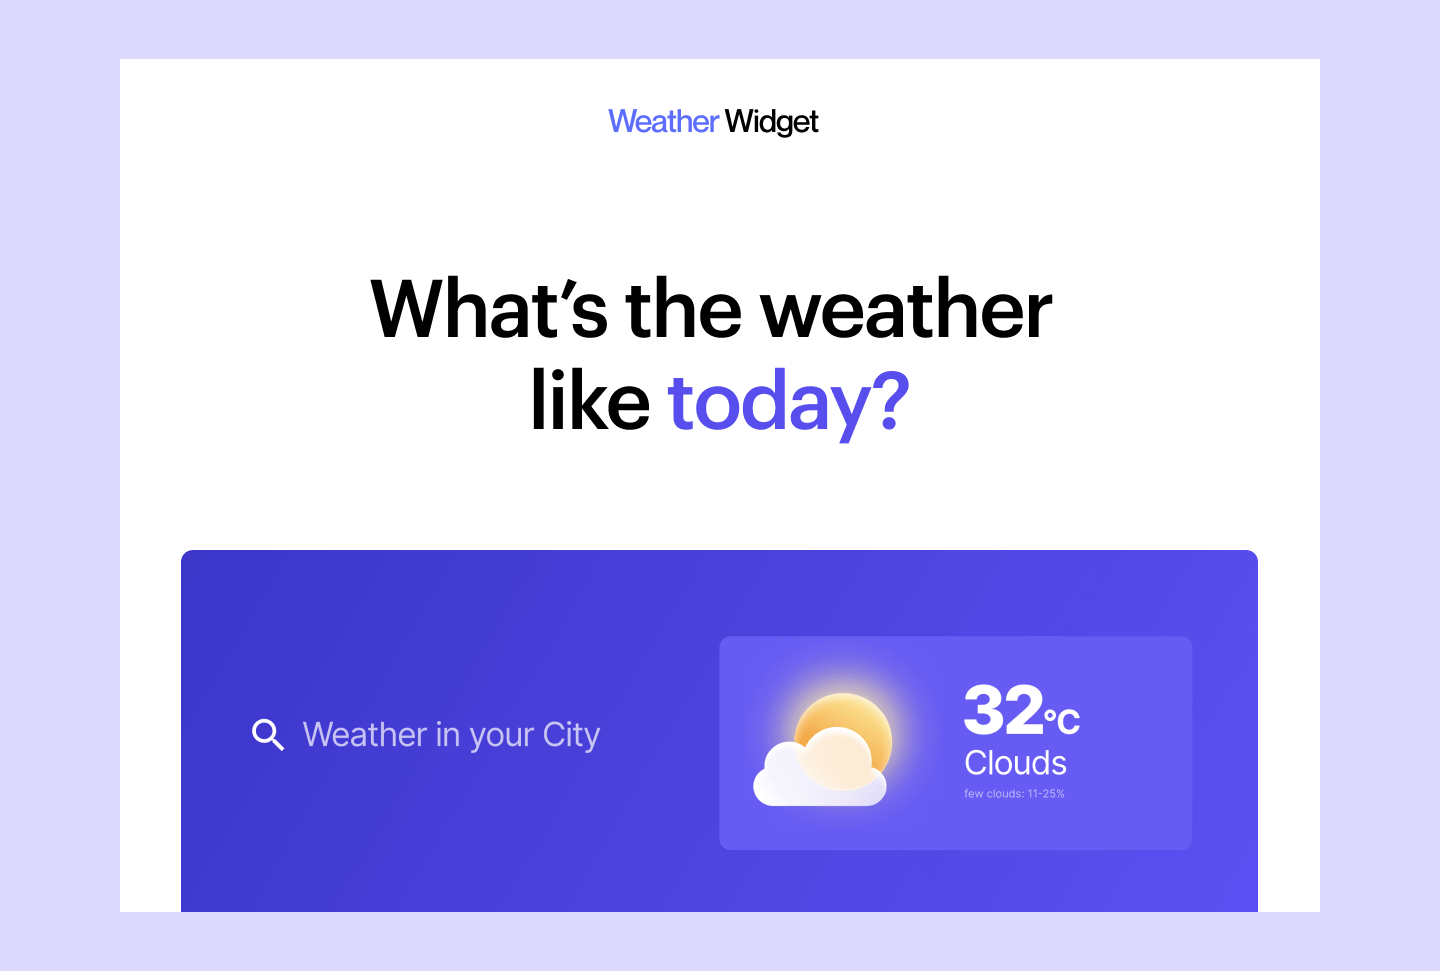 Weather Widget
What’s the weather
like today?
Weather in your City
32°C
Clouds
few clouds: 11-25%